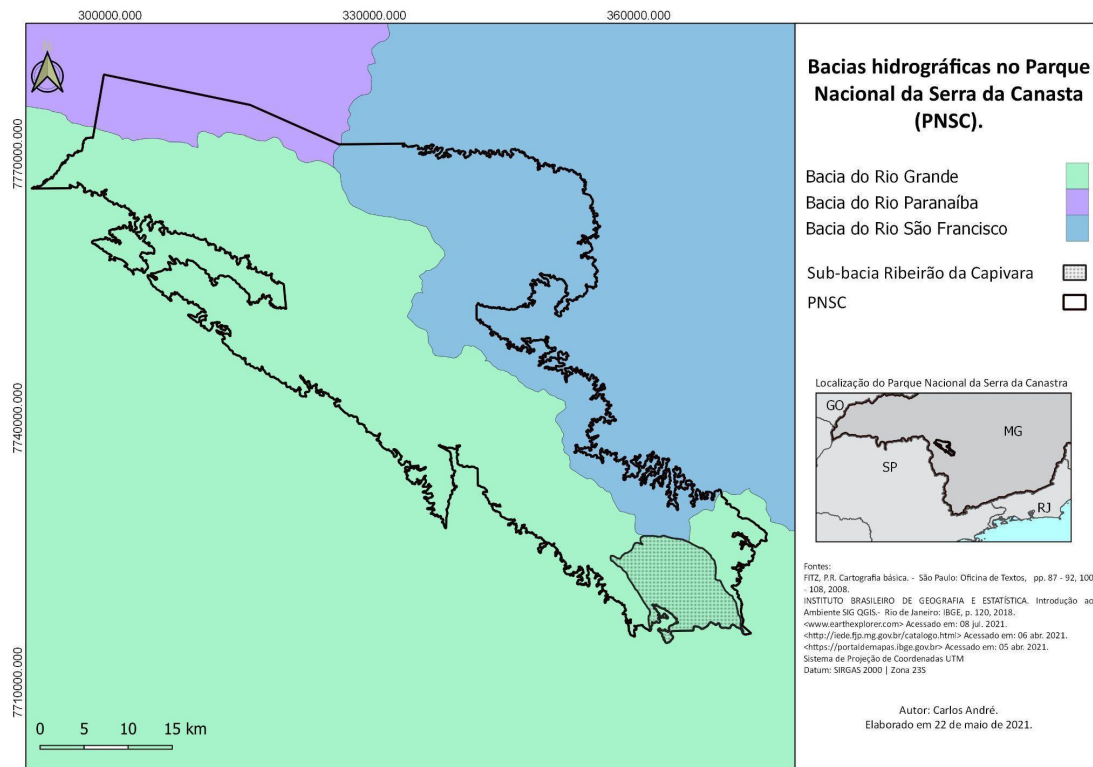 300000.000
330000.000
360000.000
7770000.000
7740000.000
7710000.000
0 5 10 15 km
Bacias hidrográficas no Parque
Nacional da Serra da Canasta
(PNSC).
Bacia do Rio Grande
Bacia do Rio Paranaíba
Bacia do Rio São Francisco
Sub-bacia Ribeirão da Capivara
PNSC
Localização do Parque Nacional da Serra da Canastra
GO
MG
SP
RJ
Fontes:
FITZ, P.R. Cartografia básica. - São Paulo: Oficina de Textos, pp. 87 - 92, 100
- 108, 2008.
INSTITUTO BRASILEIRO DE GEOGRAFIA E ESTATÍSTICA. Introdução ao
Ambiente SIG QGIS.- Rio de Janeiro: IBGE, p. 120, 2018.
<www.earthexplorer.com> Acessado em: 08 jul. 2021.
<http://iede.fjp.mg.gov.br/catalogo.html> Acessado em: 06 abr. 2021.
<https://portaldemapas.ibge.gov.br> Acessado em: 05 abr. 2021.
Sistema de Projeção de Coordenadas UTM
Datum: SIRGAS 2000 | Zona 23S
Autor: Carlos André.
Elaborado em 22 de maio de 2021.